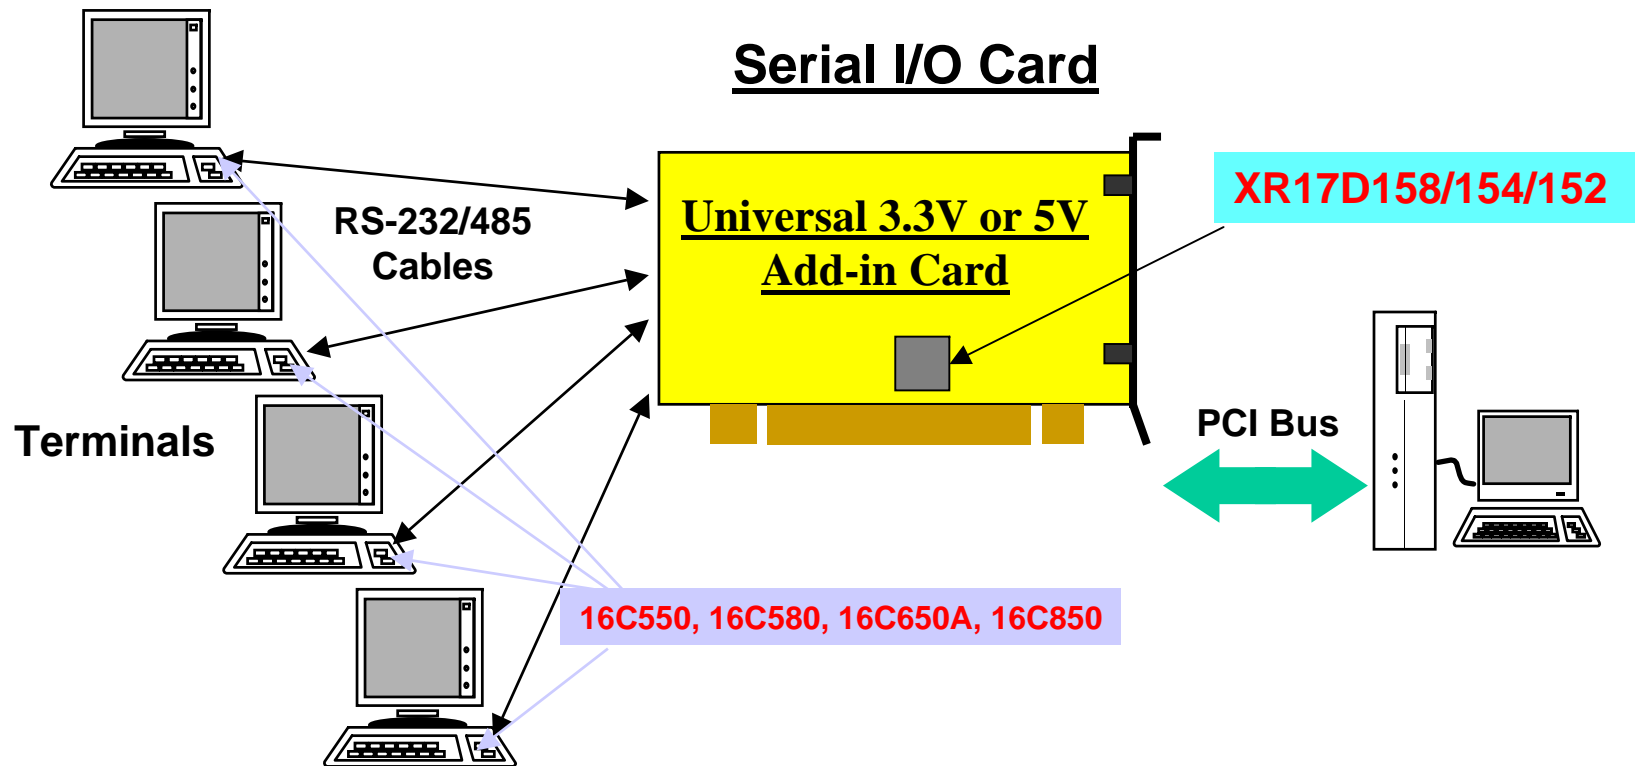 Serial I/O Card
XR17D158/154/152
RS-232/485
Cables
Universal 3.3V or 5V
Add-in Card
Terminals
PCI Bus
16C550, 16C580, 16C650A, 16C850